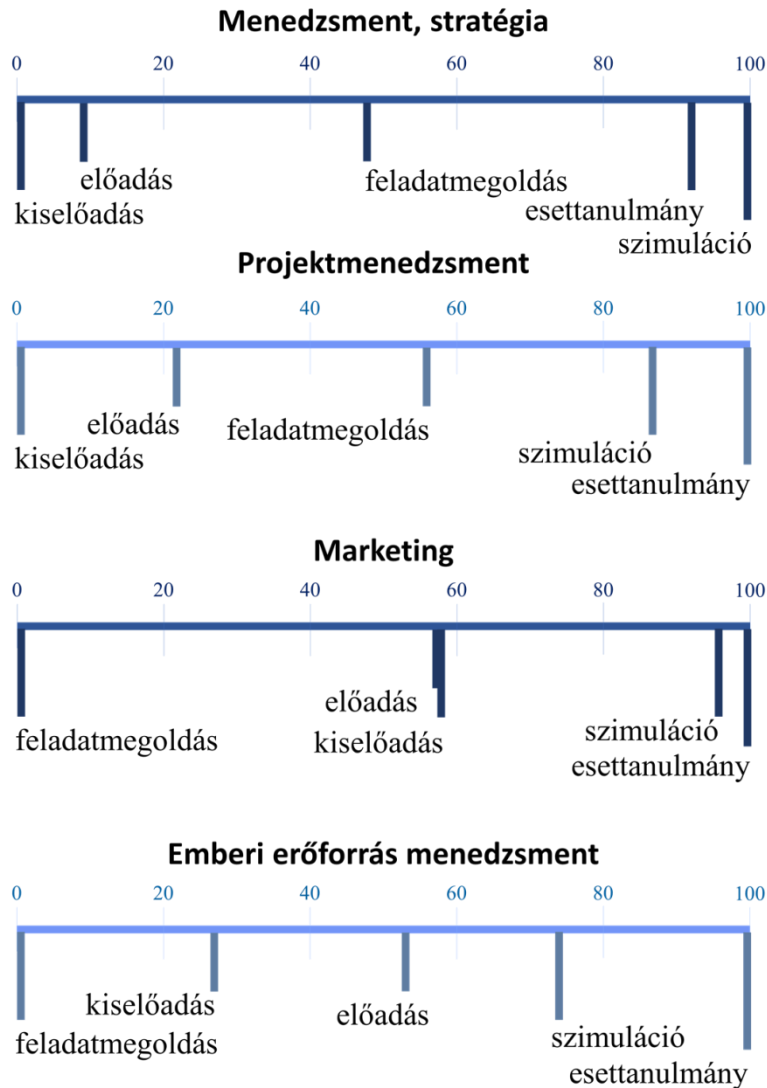 Menedzsment, stratégia
0 20 40 60 80 100
előadás
feladatmegoldás
kiselőadás
esettanulmány
szimuláció
Projektmenedzsment
0 20 40 60 80 100
előadás
feladatmegoldás
kiselőadás
szimuláció
esettanulmány
Marketing
0 20 40 60 80 100
előadás
feladatmegoldás
kiselőadás
szimuláció
esettanulmány
Emberi erőforrás menedzsment
0 20 40 60 80 100
kiselőadás
előadás
feladatmegoldás
szimuláció
esettanulmány